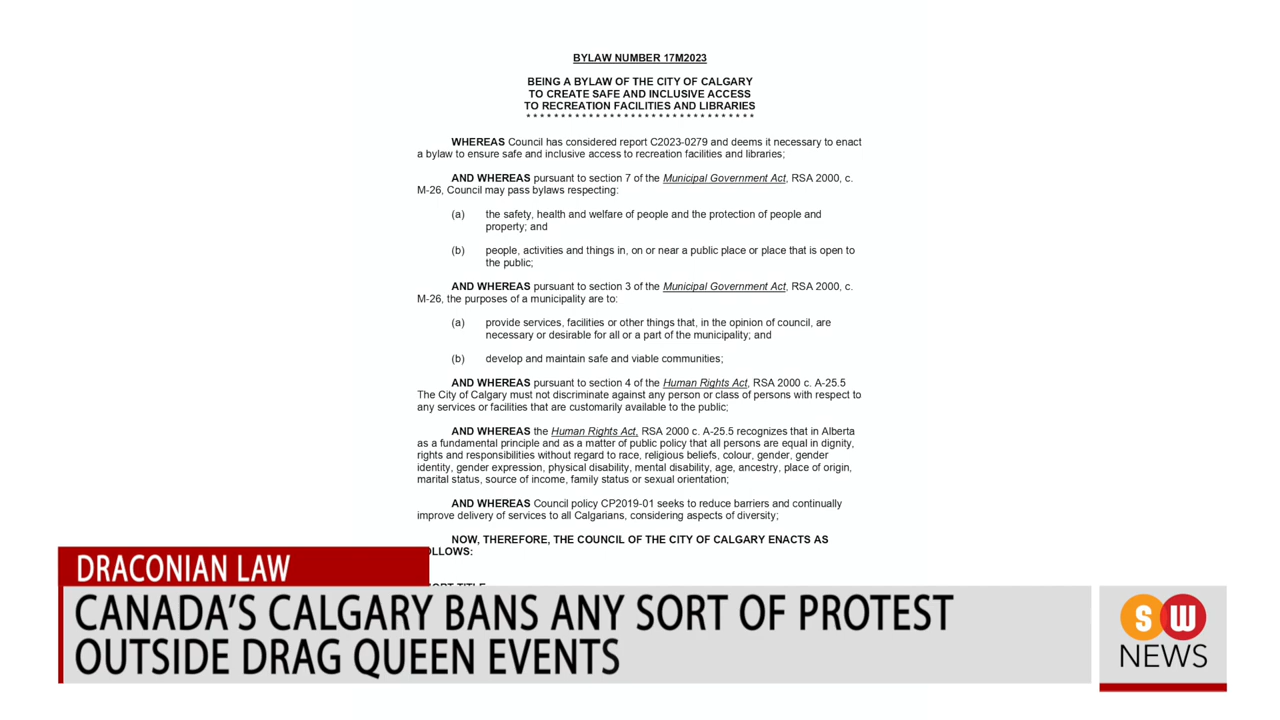 BYLAW NUMBER 17M2023
BEING A BYLAW OF THE CITY OF CALGARY
TO CREATE SAFE AND INCLUSIVE ACCESS
TO RECREATION FACILITIES AND LIBRARIES
* * * * * * * * * * * * * * * * * * * * * * * * * * * * * * *
WHEREAS Council has considered report C2023-0279 and deems it necessary to enact
a bylaw to ensure safe and inclusive access to recreation facilities and libraries;
AND WHEREAS pursuant to section 7 of the Municipal Government Act, RSA 2000, c.
M-26, Council may pass bylaws respecting:
(a) the safety, health and welfare of people and the protection of people and
property; and
(b) people, activities and things in, on or near a public place or place that is open to
the public;
AND WHEREAS pursuant to section 3 of the Municipal Government Act, RSA 2000, c.
M-26, the purposes of a municipality are to:
(a) provide services, facilities or other things that, in the opinion of council, are
necessary or desirable for all or a part of the municipality; and
(b) develop and maintain safe and viable communities;
AND WHEREAS pursuant to section 4 of the Human Rights Act, RSA 2000 c. A-25.5
The City of Calgary must not discriminate against any person or class of persons with respect to
any services or facilities that are customarily available to the public;
AND WHEREAS the Human Rights Act, RSA 2000 c. A-25.5 recognizes that in Alberta
as a fundamental principle and as a matter of public policy that all persons are equal in dignity,
rights and responsibilities without regard to race, religious beliefs, colour, gender, gender
identity, gender expression, physical disability, mental disability, age, ancestry, place of origin,
marital status, source of income, family status or sexual orientation;
AND WHEREAS Council policy CP2019-01 seeks to reduce barriers and continually
improve delivery of services to all Calgarians, considering aspects of diversity;
NOW, THEREFORE, THE COUNCIL OF THE CITY OF CALGARY ENACTS AS
OLLOWS:
DRACONIAN LAW
CANADA'S CALGARY BANS ANY SORT OF PROTEST
OUTSIDE DRAG QUEEN EVENTS
SW
NEWS